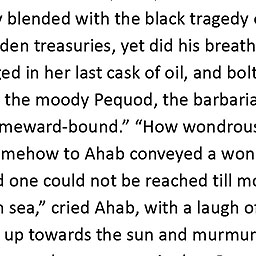 blended with the black tragedy
den treasuries, yet did his breath
ged in her last cask of oil, and bolt
the moody Pequod, the barbaria
meward-bound.” “How wondrous
mehow to Ahab conveyed a won
d one could not be reached till mo
n sea,” cried Ahab, with a laugh of
up towards the sun and murmur